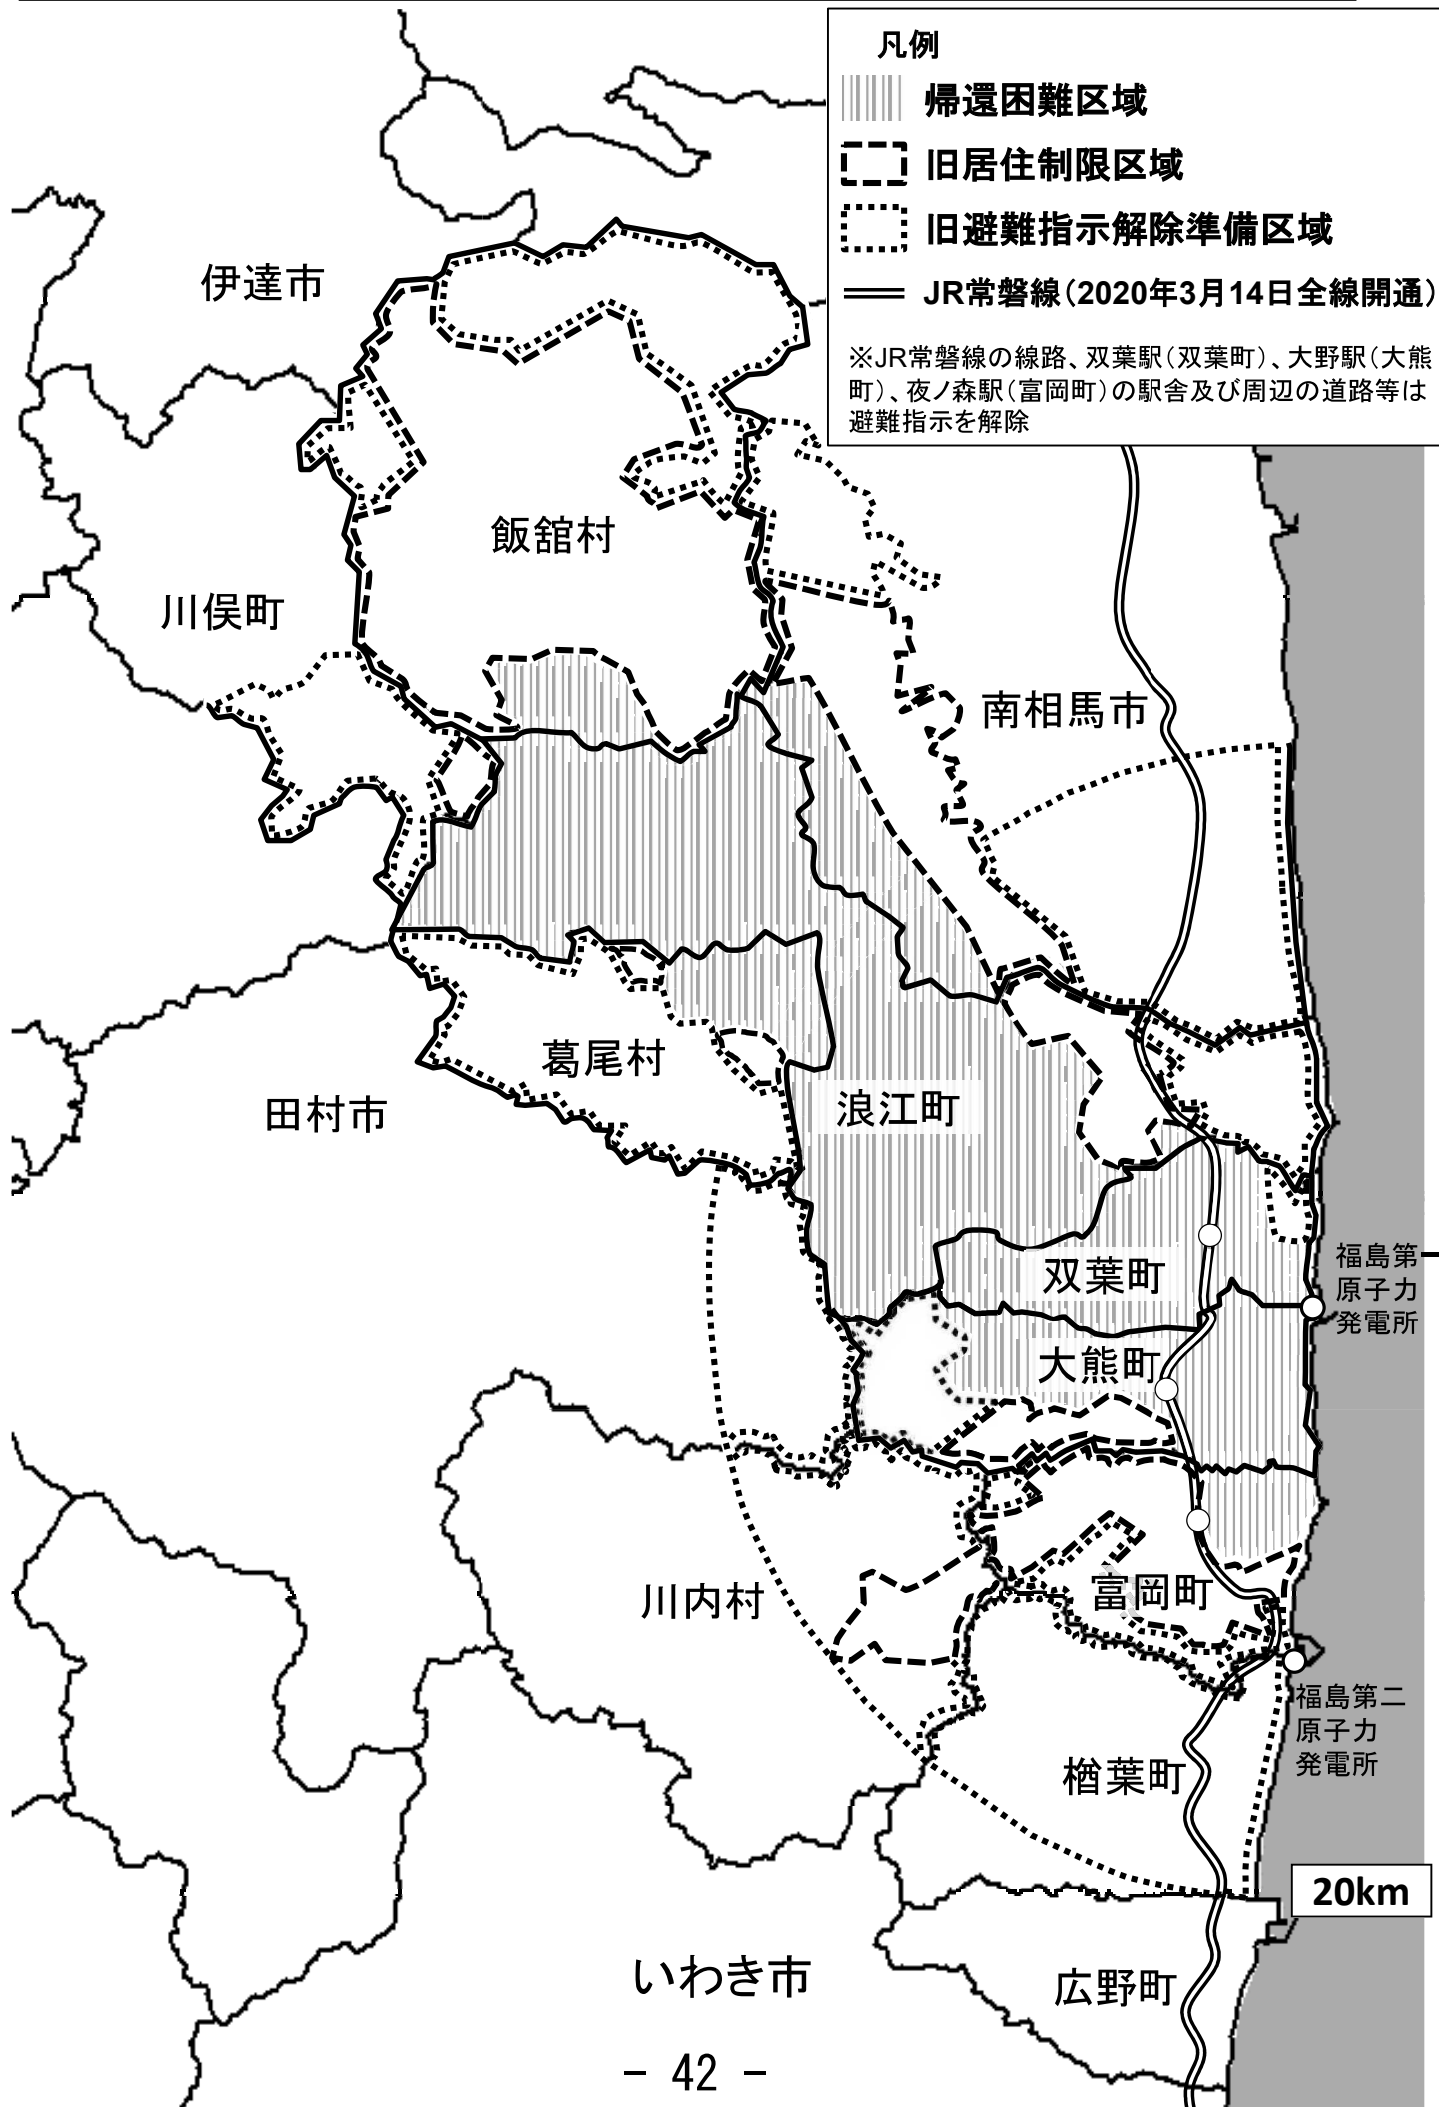 凡例
帰還困難区域
旧居住制限区域
旧避難指示解除準備区域
JR常磐線(2020年3月14日全線開通)
※JR常磐線の線路、双葉駅(双葉町)、大野駅(大熊
町)、夜ノ森駅(富岡町)の駅舎及び周辺の道路等は
避難指示を解除
伊達市
飯舘村
川俣町
南相馬市
葛尾村
田村市
浪江町
双葉町
福島第一
原子力
発電所
大熊町
川内村
富岡町
福島第二
原子力
発電所
楢葉町
20km
いわき市
広野町
- 42 -